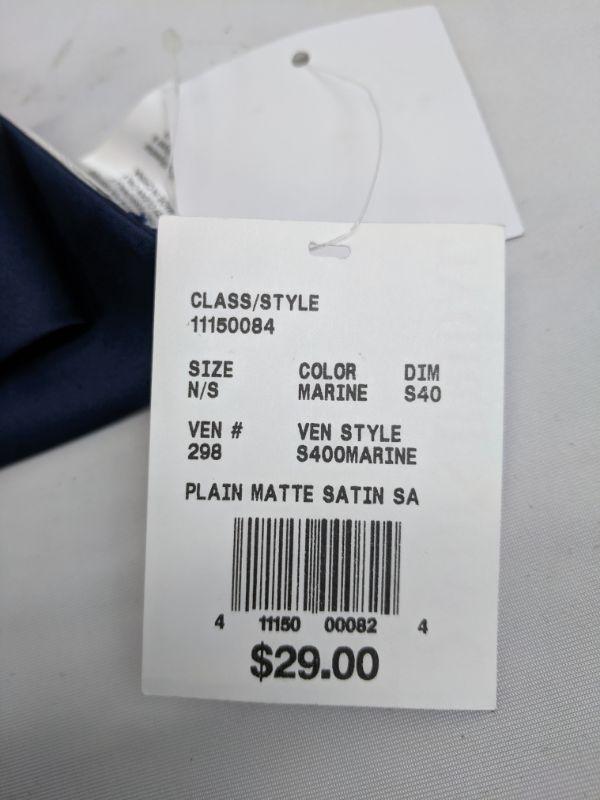 CLASS/STYLE
11150084
SIZE COLOR DIM
N/S MARINE S40
VEN # VEN STYLE
298 S400MARINE
PLAIN MATTE SATIN SA
4 11150 00082 4
$29.00